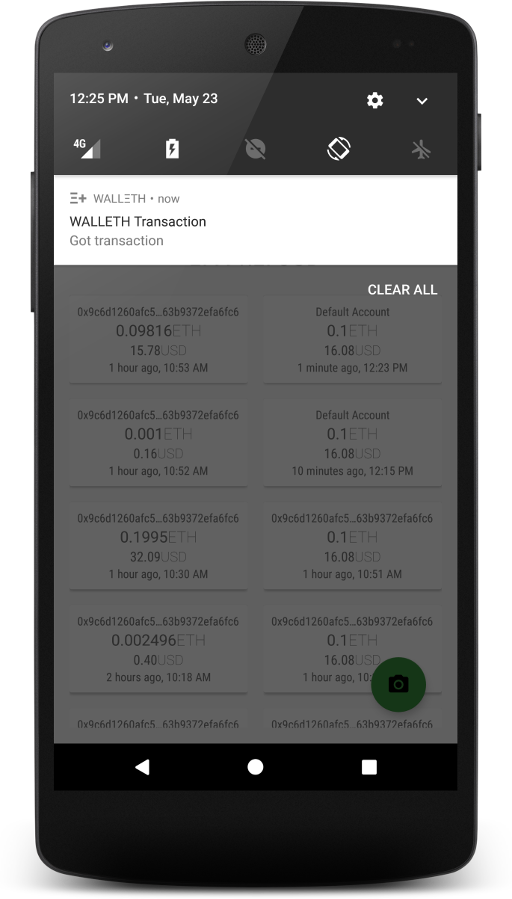 12:25 PM • Tue, May 23
4G
WALLΞTH • now
WALLETH Transaction
Got transaction
CLEAR ALL
0x9c6d1260afc5…63b9372efa6fc6
0.09816ETH
15.78USD
1 hour ago, 10:53 AM
Default Account
0.1ETH
16.08USD
1 minute ago, 12:23 PM
0x9c6d1260afc5…63b9372efa6fc6
0.001ETH
0.16USD
1 hour ago, 10:52 AM
Default Account
0.1ETH
16.08USD
10 minutes ago, 12:15 PM
0x9c6d1260afc5…63b9372efa6fc6
0.1995ETH
32.09USD
1 hour ago, 10:30 AM
0x9c6d1260afc5…63b9372efa6fc6
0.1ETH
16.08USD
1 hour ago, 10:51 AM
0x9c6d1260afc5…63b9372efa6fc6
0.002496ETH
0.40USD
2 hours ago, 10:18 AM
0x9c6d1260afc5…63b9372efa6fc6
0.1ETH
16.08USD
1 hour ago, 10:
0x9c6d1260afc5…63b9372efa6fc6
0x9c6d1260afc5…63b9372efa6fc6